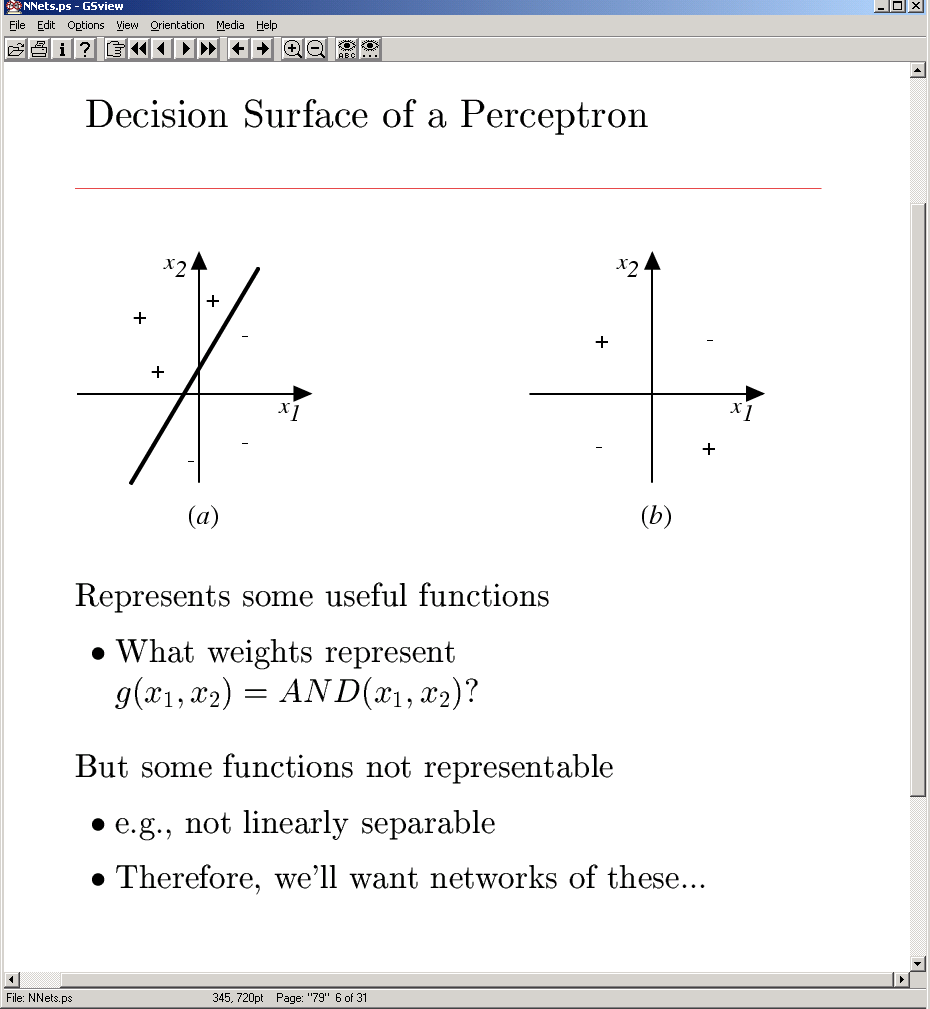 NNets.ps - GSview
File Edit Options View Orientation Media Help
i ?
ABC
Decision Surface of a Perceptron
x2 x2
+ + - + + -
x1 x1
- - - +
(a) (b)
Represents some useful functions
• What weights represent
g(x₁, x₂) = AND(x₁, x₂)?
But some functions not representable
• e.g., not linearly separable
• Therefore, we'll want networks of these...
File: NNets.ps 345, 720pt Page: "79" 6 of 31